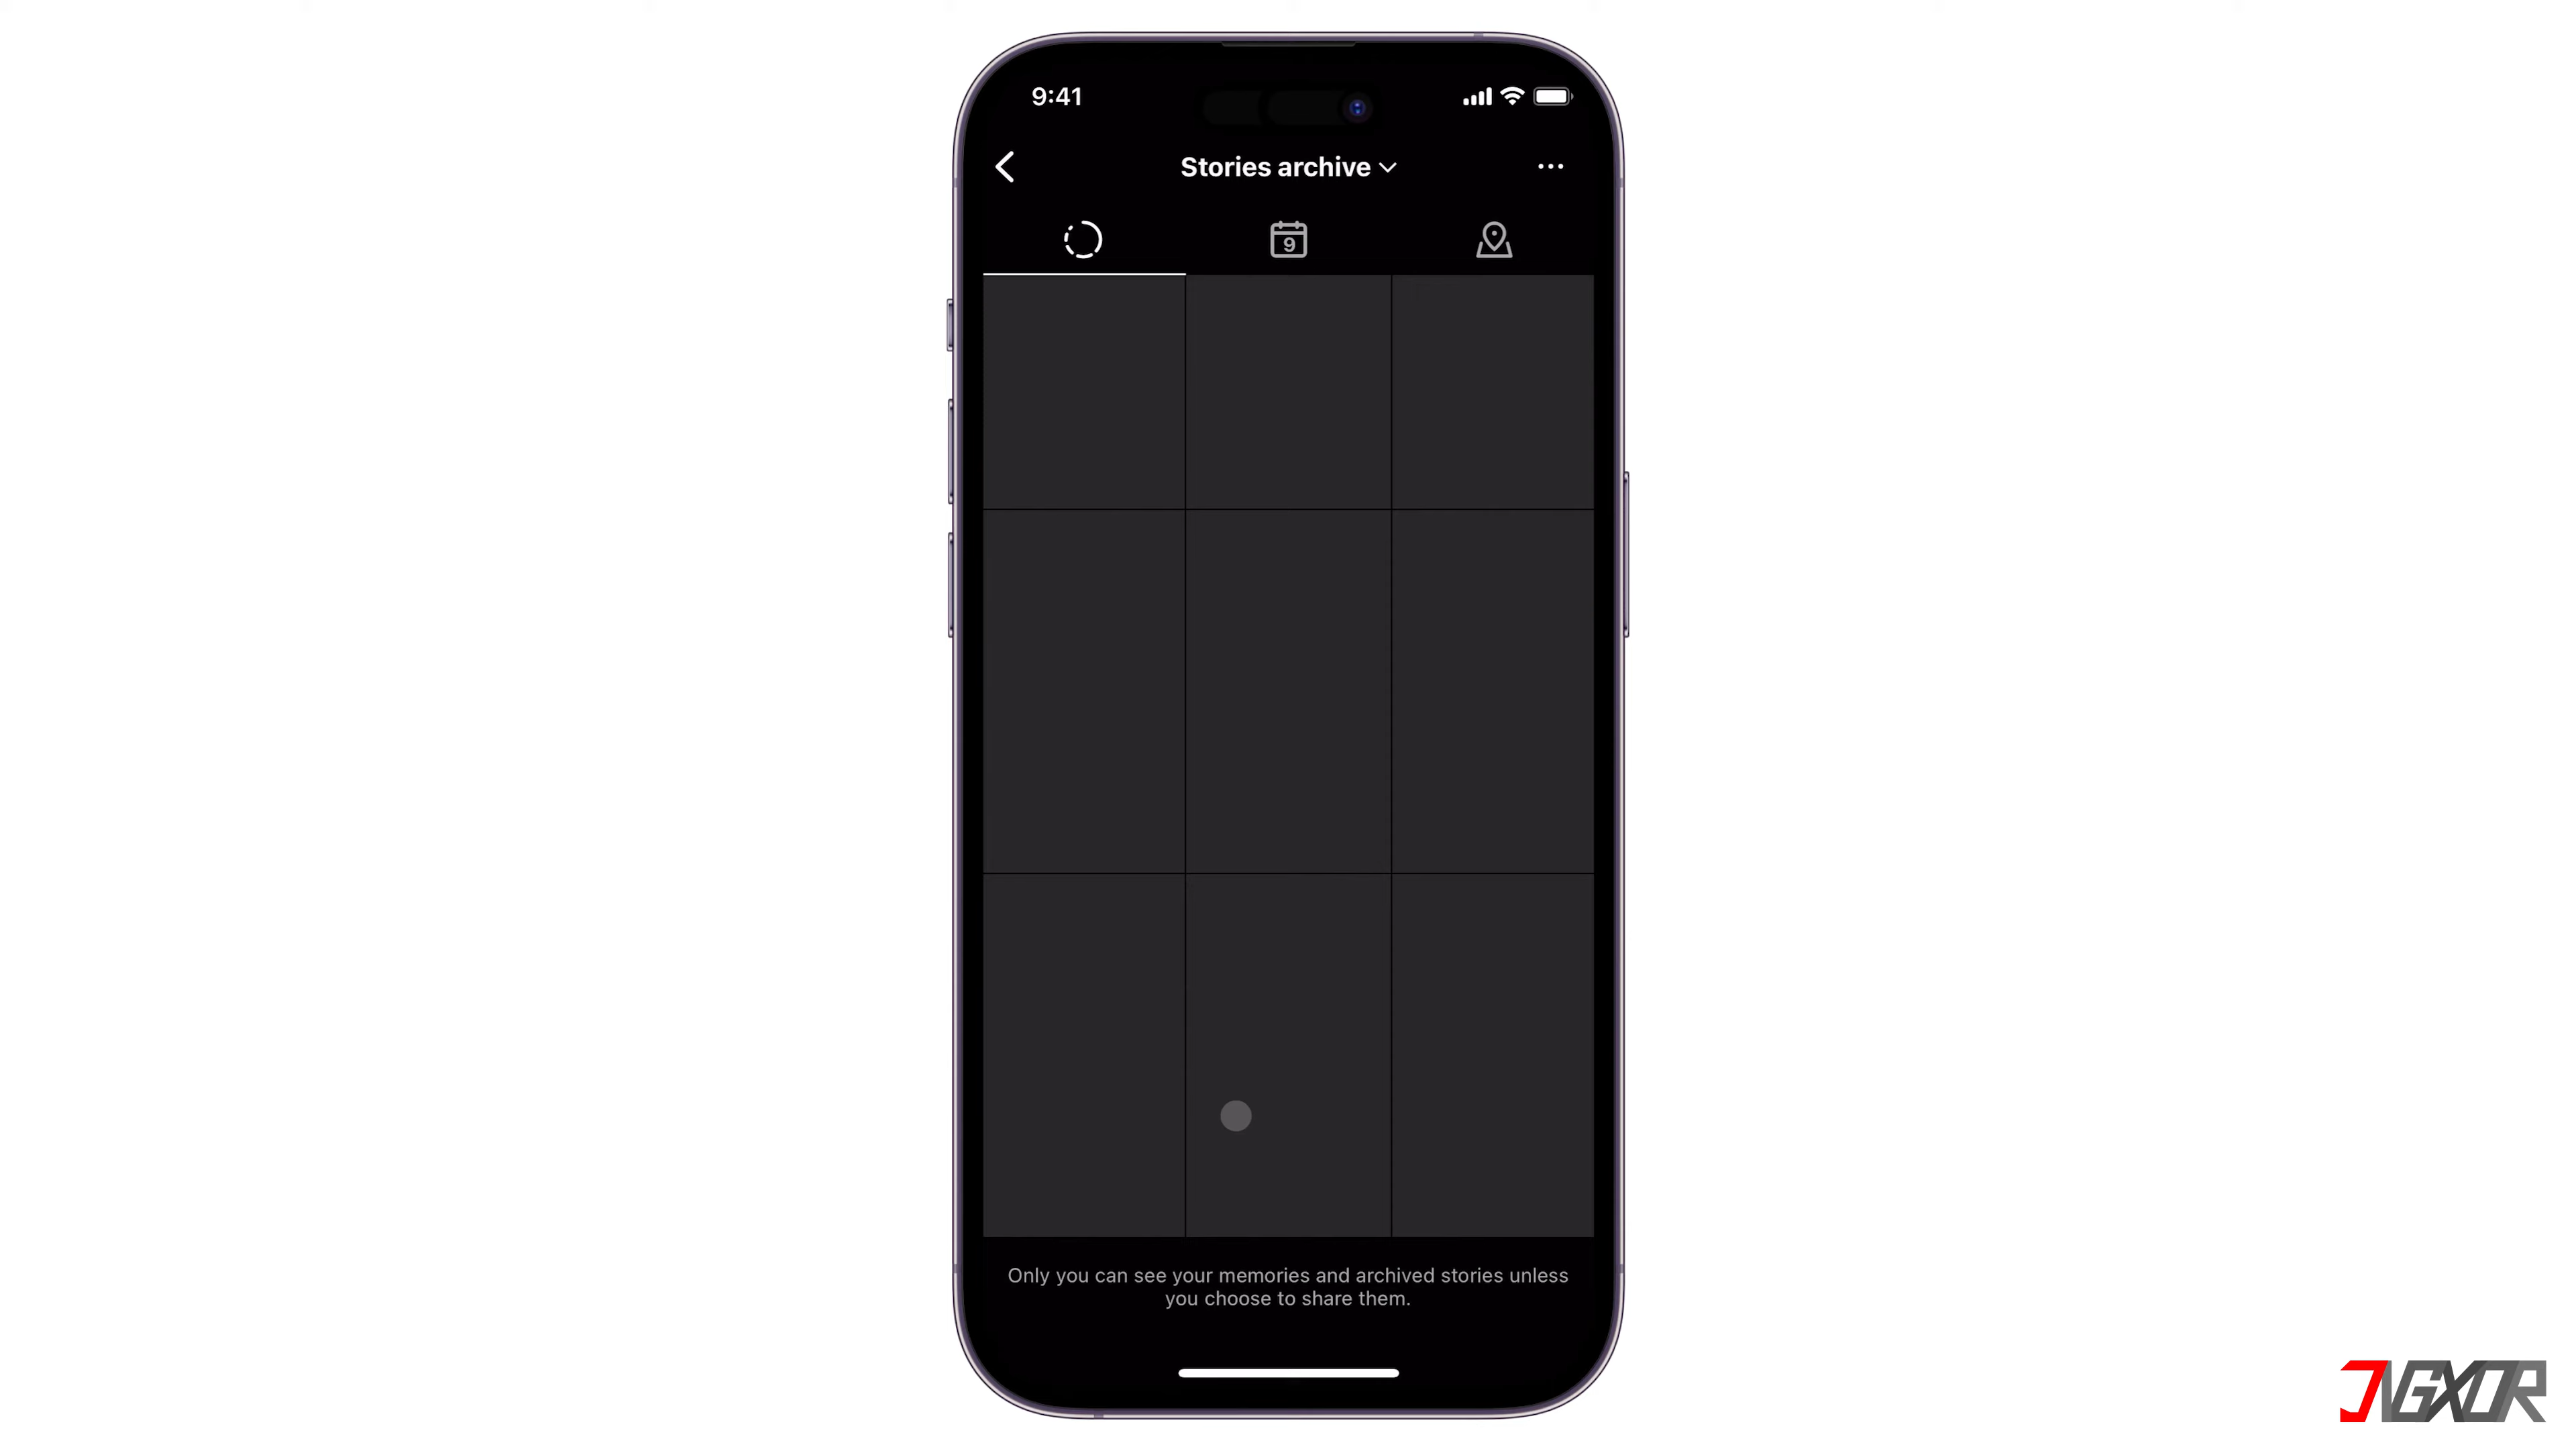 9:41
Stories archive
9
Only you can see your memories and archived stories unless
you choose to share them.
JNGXOR